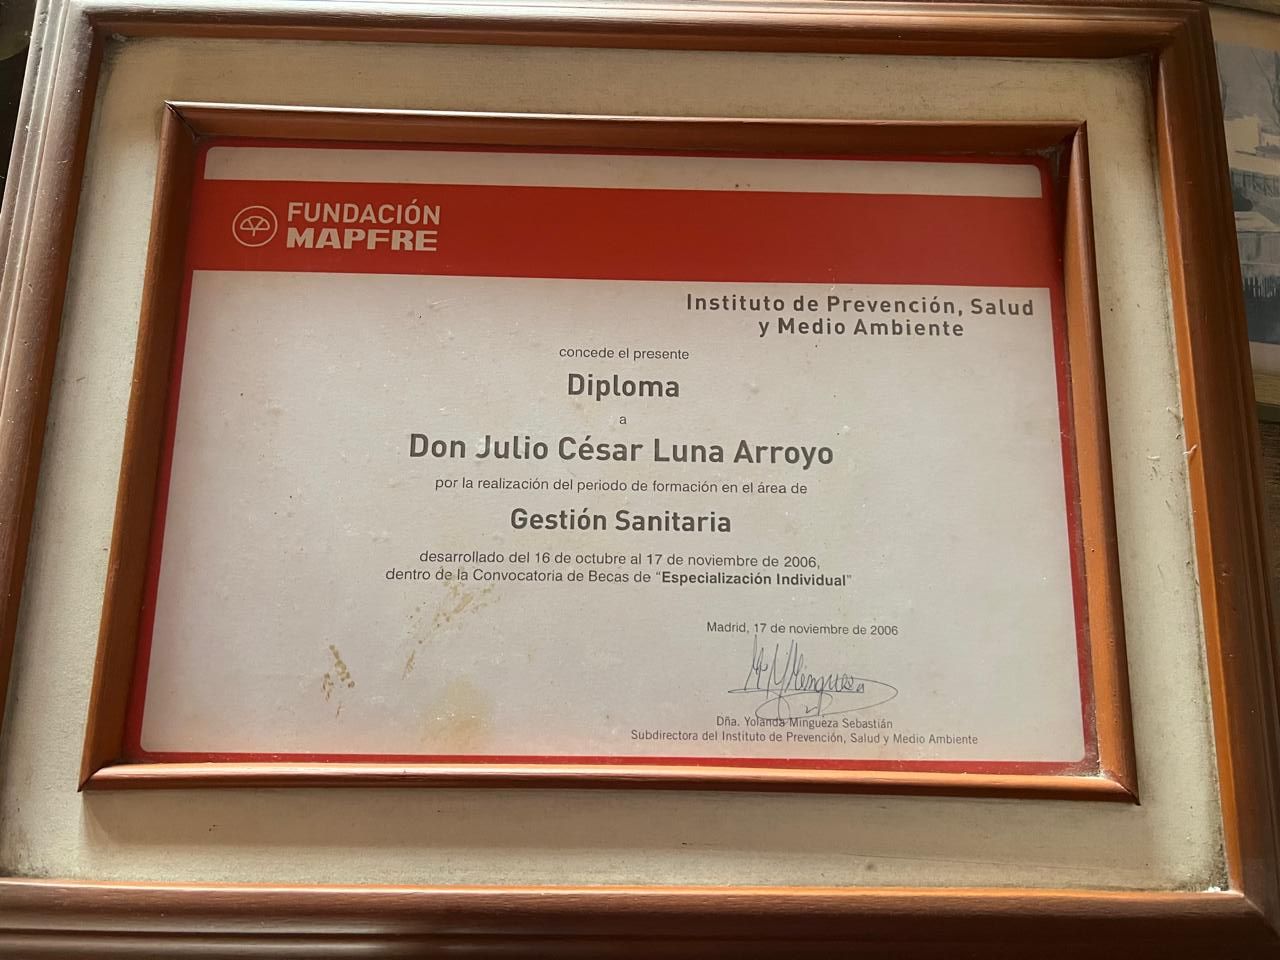 FUNDACIÓN
MAPFRE
Instituto de Prevención, Salud
y Medio Ambiente
concede el presente
Diploma
a
Don Julio César Luna Arroyo
por la realización del periodo de formación en el área de
Gestión Sanitaria
desarrollado del 16 de octubre al 17 de noviembre de 2006,
dentro de la Convocatoria de Becas de "Especialización Individual"
Madrid, 17 de noviembre de 2006
Dña. Yolanda Mingueza Sebastián
Subdirectora del Instituto de Prevención, Salud y Medio Ambiente